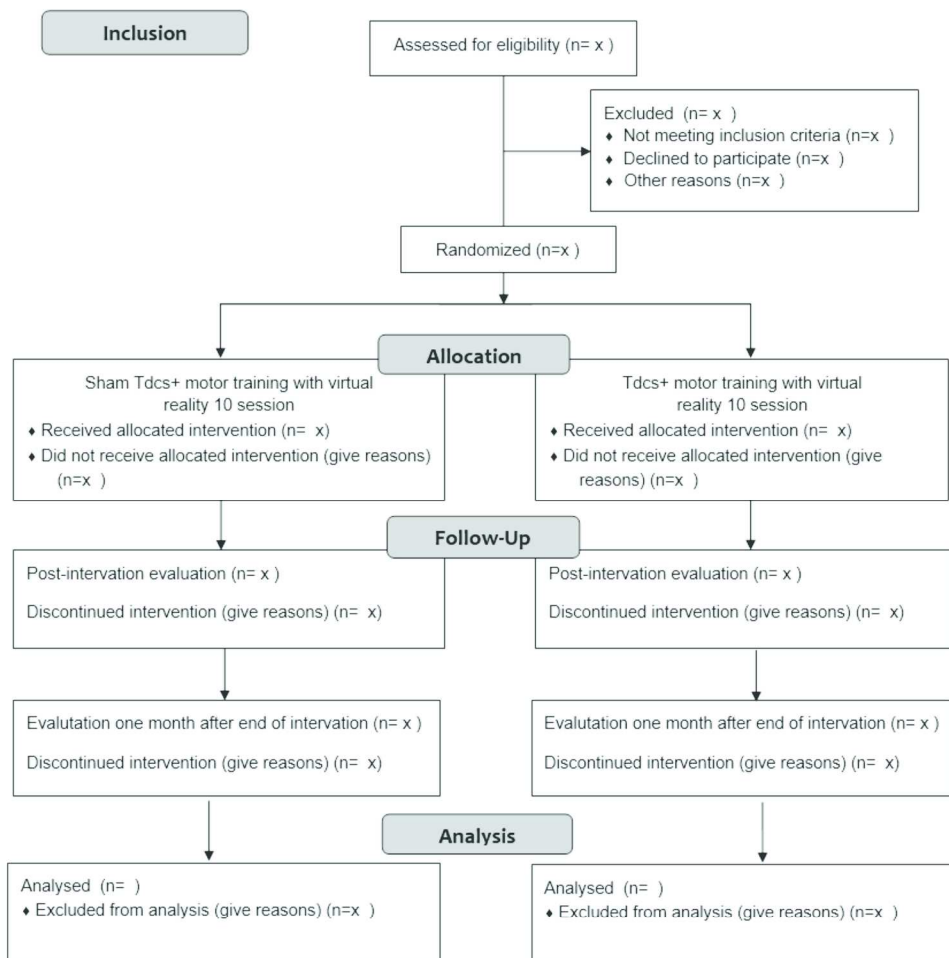 Inclusion
Assessed for eligibility (n= x )
Excluded (n= x )
♦ Not meeting inclusion criteria (n=x )
♦ Declined to participate (n=x )
♦ Other reasons (n=x )
Randomized (n=x )
Allocation
Sham Tdcs+ motor training with virtual
reality 10 session
♦ Received allocated intervention (n= x)
♦ Did not receive allocated intervention (give reasons)
(n=x )
Tdcs+ motor training with virtual
reality 10 session
♦ Received allocated intervention (n= x)
♦ Did not receive allocated intervention (give
reasons) (n=x )
Follow-Up
Post-intervation evaluation (n= x )
Discontinued intervention (give reasons) (n= x)
Post-intervation evaluation (n= x )
Discontinued intervention (give reasons) (n= x)
Evalutation one month after end of intervation (n= x )
Discontinued intervention (give reasons) (n= x)
Evalutation one month after end of intervation (n= x )
Discontinued intervention (give reasons) (n= x)
Analysis
Analysed (n= )
♦ Excluded from analysis (give reasons) (n=x )
Analysed (n= )
♦ Excluded from analysis (give reasons) (n=x )